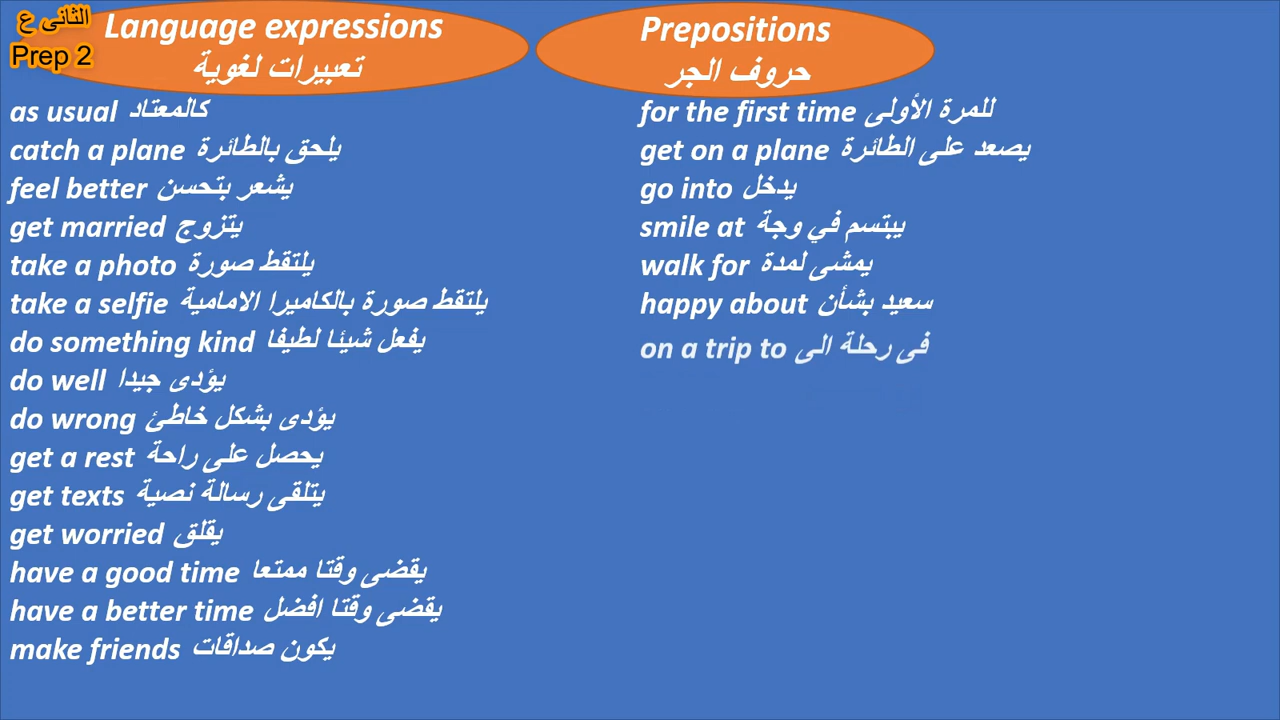 الثانى ع
Prep 2
Language expressions
تعبيرات لغوية
as usual كالمعتاد
catch a plane يلحق بالطائرة
feel better يشعر بتحسن
get married يتزوج
take a photo يلتقط صورة
take a selfie يلتقط صورة بالكاميرا الامامية
do something kind يفعل شيئا لطيفا
do well يؤدى جيدا
do wrong يؤدى بشكل خاطئ
get a rest يحصل على راحة
get texts يتلقى رسالة نصية
get worried يقلق
have a good time يقضى وقتا ممتعا
have a better time يقضى وقتا افضل
make friends يكون صداقات
Prepositions
حروف الجر
for the first time للمرة الأولى
get on a plane يصعد على الطائرة
go into يدخل
smile at يبتسم في وجة
walk for يمشى لمدة
happy about سعيد بشأن
on a trip to فى رحلة الى